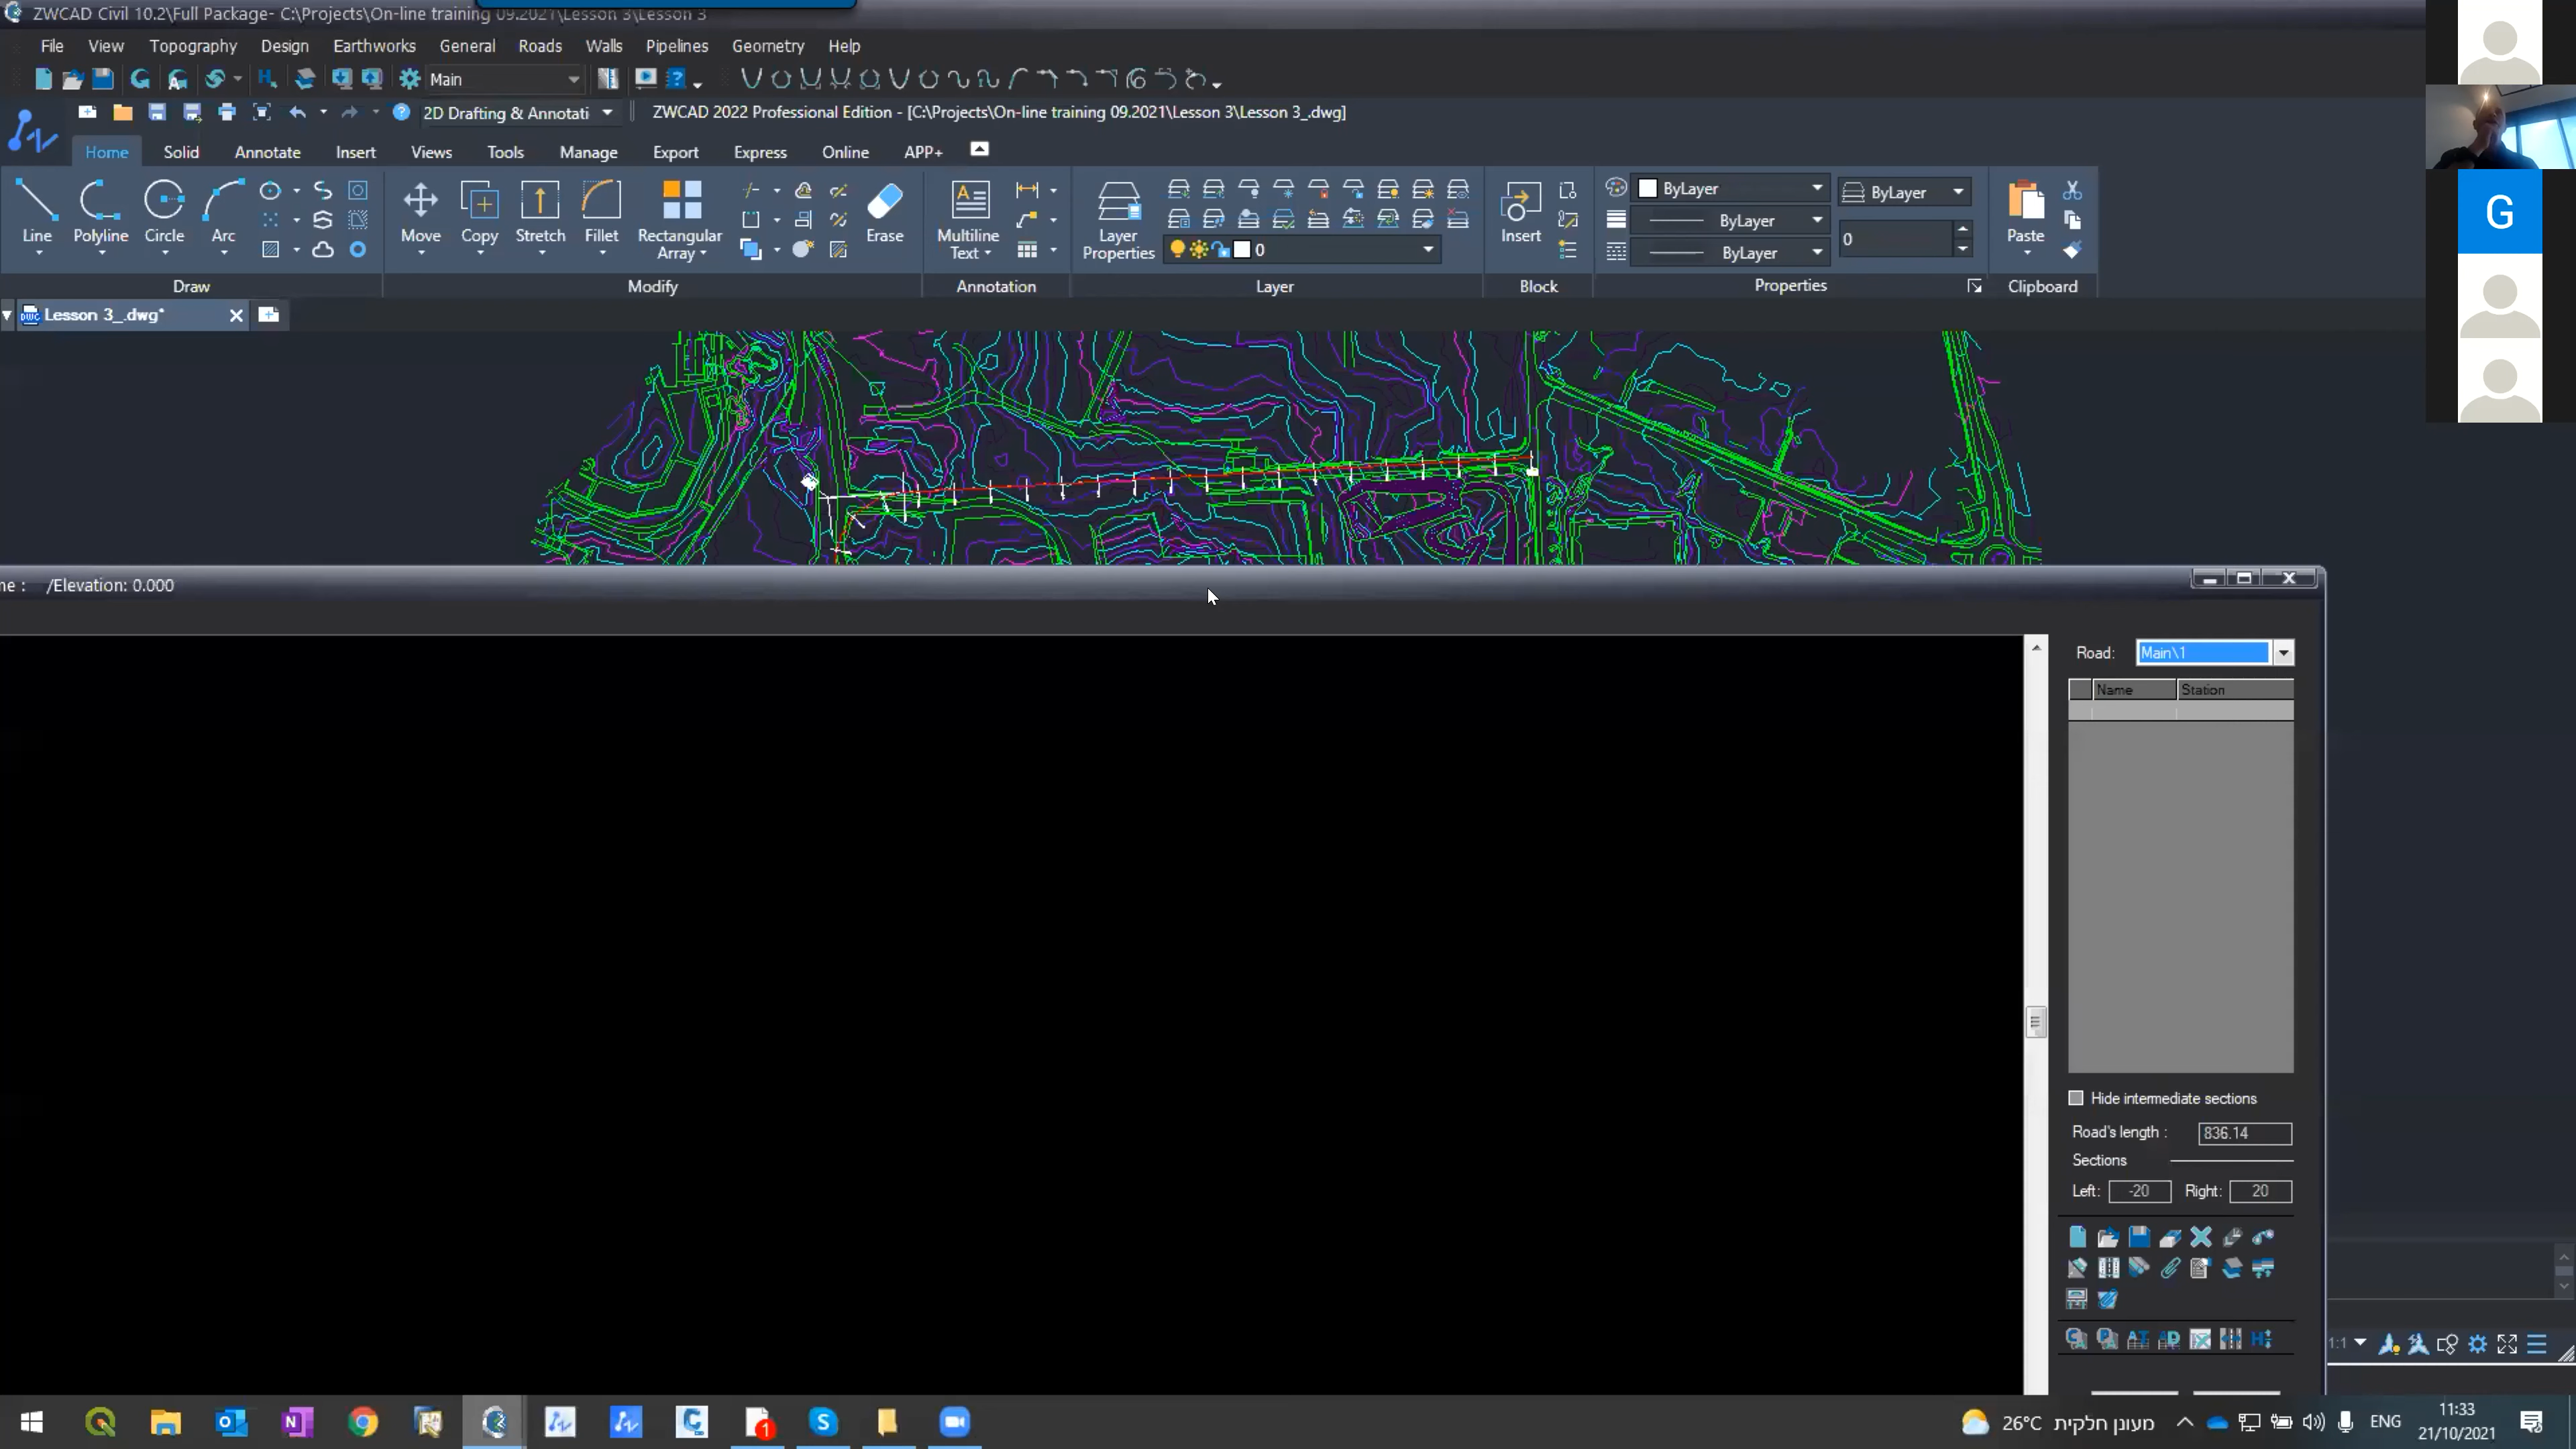 ZWCAD Civil 10.2\Full Package- C:\Projects\On-line training 09.2021\Lesson 3\Lesson 3
File View Topography Design Earthworks General Roads Walls Pipelines Geometry Help
Main
2D Drafting & Annotati ZWCAD 2022 Professional Edition - [C:\Projects\On-line training 09.2021\Lesson 3\Lesson 3_.dwg]
Home Solid Annotate Insert Views Tools Manage Export Express Online APP+
G
ByLayer ByLayer
ByLayer
Line Polyline Circle Arc Move Copy Stretch Fillet Rectangular Array Erase Multiline Text Layer Properties Insert Paste
0
0
ByLayer
Draw Modify Annotation Layer Block Properties Clipboard
Lesson 3_.dwg*
ne : /Elevation: 0.000
Road: Main\1
Name Station
Hide intermediate sections
Road's length : 836.14
Sections
Left: -20 Right: 20
1:1
26°C מעונן חלקית
ENG
11:33
21/10/2021